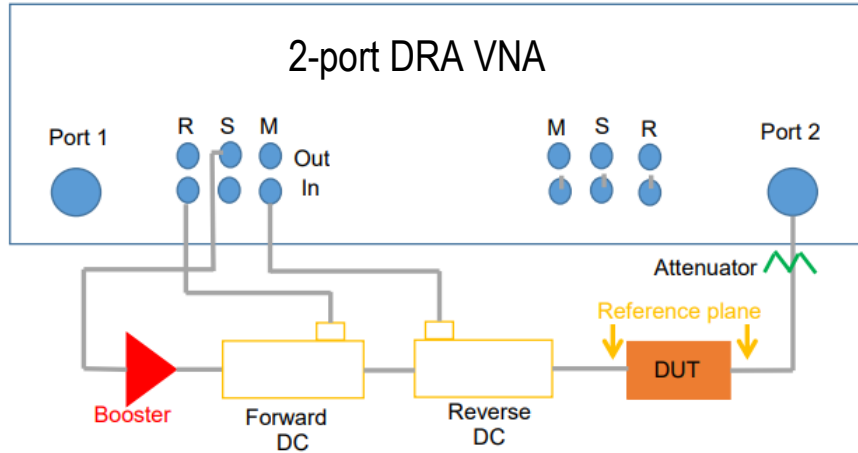 2-port DRA VNA
Port 1
R S M
Out
In
M S R
Port 2
Attenuator
Reference plane
DUT
Booster
Forward
DC
Reverse
DC